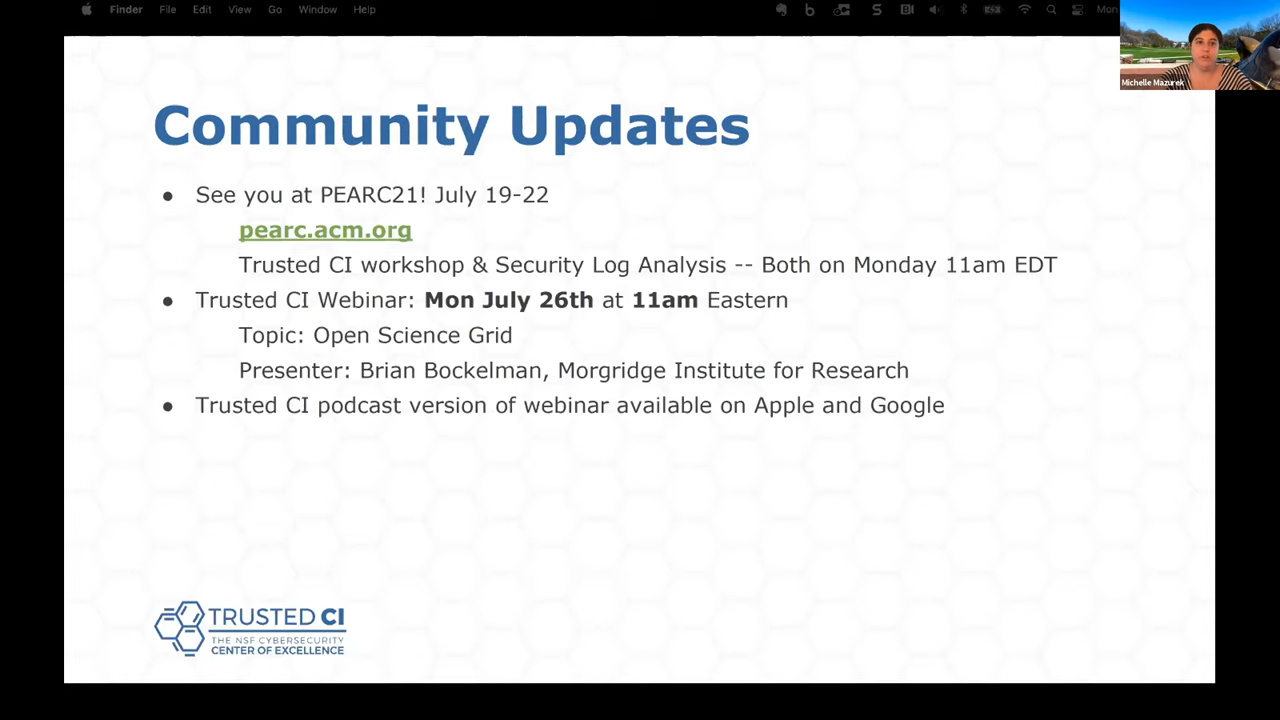 Finder File Edit View Go Window Help Mon
Michelle Mazurek
Community Updates
● See you at PEARC21! July 19-22
pearc.acm.org
Trusted CI workshop & Security Log Analysis -- Both on Monday 11am EDT
● Trusted CI Webinar: Mon July 26th at 11am Eastern
Topic: Open Science Grid
Presenter: Brian Bockelman, Morgridge Institute for Research
● Trusted CI podcast version of webinar available on Apple and Google
TRUSTED CI
THE NSF CYBERSECURITY
CENTER OF EXCELLENCE